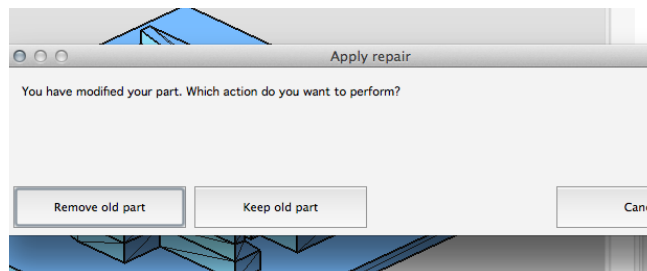 Apply repair
You have modified your part. Which action do you want to perform?
Remove old part Keep old part